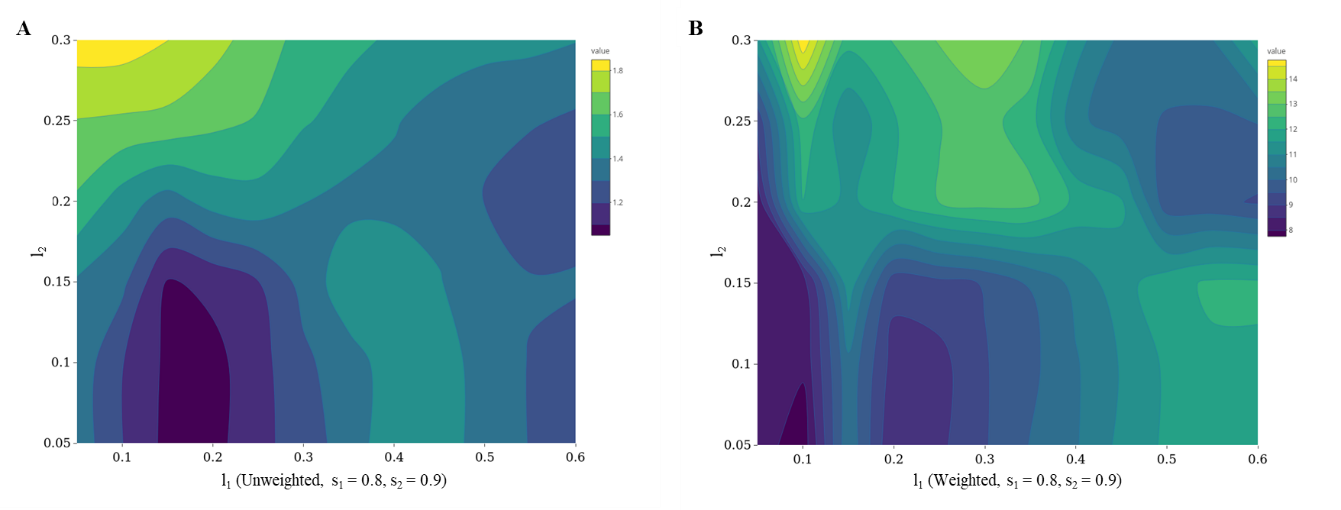 A
B
value
1.8
1.6
1.4
1.2
value
14
13
12
11
10
9
8
0.3
0.25
0.2
0.15
0.1
0.05
l2
0.3
0.25
0.2
0.15
0.1
0.05
l2
0.1 0.2 0.3 0.4 0.5 0.6
0.1 0.2 0.3 0.4 0.5 0.6
l1 (Unweighted, s1 = 0.8, s2 = 0.9)
l1 (Weighted, s1 = 0.8, s2 = 0.9)